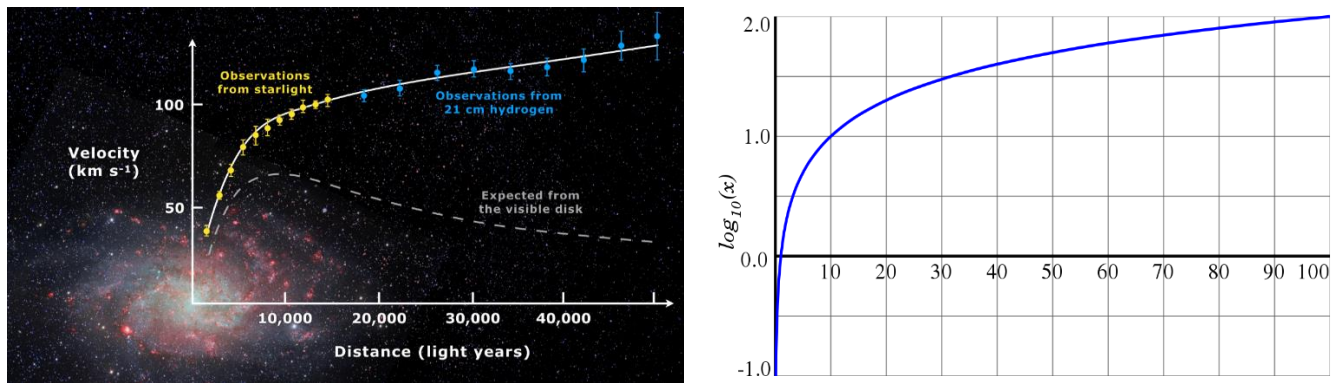 Observations
from starlight
100
Observations from
21 cm hydrogen
Velocity
(km s⁻¹)
50
Expected from
the visible disk
10,000
20,000
30,000
40,000
Distance (light years)
2.0
1.0
log₁₀(x)
0.0
10
20
30
40
50
60
70
80
90
100
-1.0